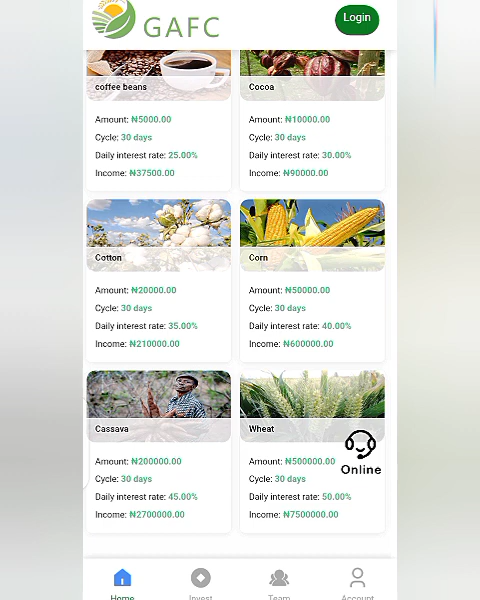 GAFC
Login
coffee beans
Amount: ₦5000.00
Cycle: 30 days
Daily interest rate: 25.00%
Income: ₦37500.00
Cocoa
Amount: ₦10000.00
Cycle: 30 days
Daily interest rate: 30.00%
Income: ₦90000.00
Cotton
Amount: ₦20000.00
Cycle: 30 days
Daily interest rate: 35.00%
Income: ₦210000.00
Corn
Amount: ₦50000.00
Cycle: 30 days
Daily interest rate: 40.00%
Income: ₦600000.00
Cassava
Amount: ₦200000.00
Cycle: 30 days
Daily interest rate: 45.00%
Income: ₦2700000.00
Wheat
Amount: ₦500000.00
Cycle: 30 days
Daily interest rate: 50.00%
Income: ₦7500000.00
Online
Home
Invest
Team
Account